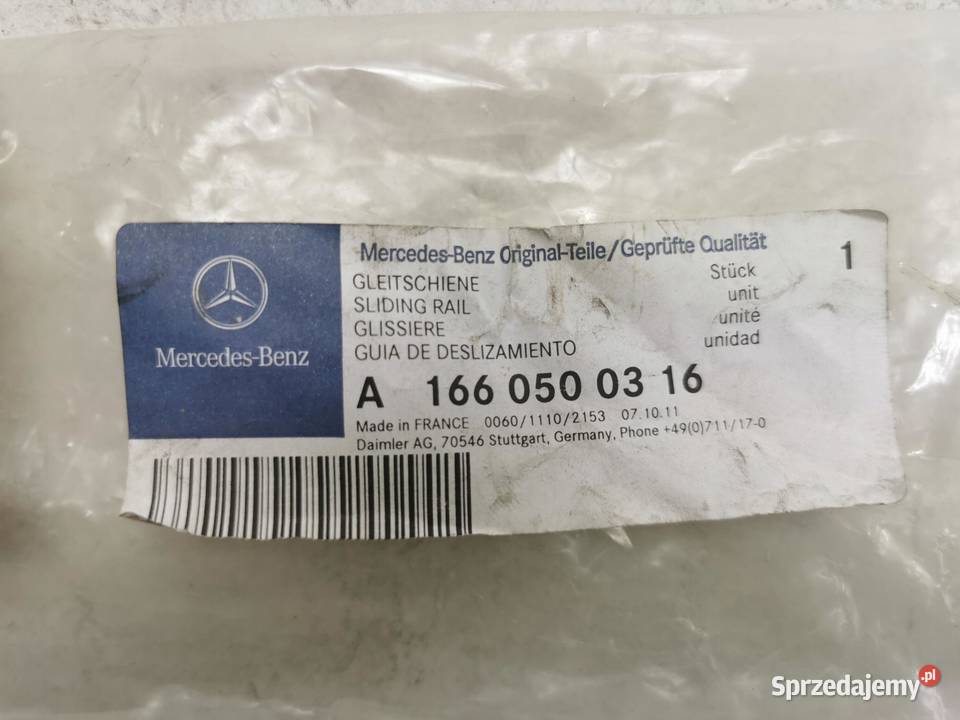 Mercedes-Benz
Mercedes-Benz Original-Teile/Geprüfte Qualität 1
GLEITSCHIENE Stück
SLIDING RAIL unit
GLISSIERE unité
GUIA DE DESLIZAMIENTO unidad
A 166 050 03 16
Made in FRANCE 0060/1110/2153 07.10.11
Daimler AG, 70546 Stuttgart, Germany, Phone +49(0)711/17-0
Sprzedajemy.pl